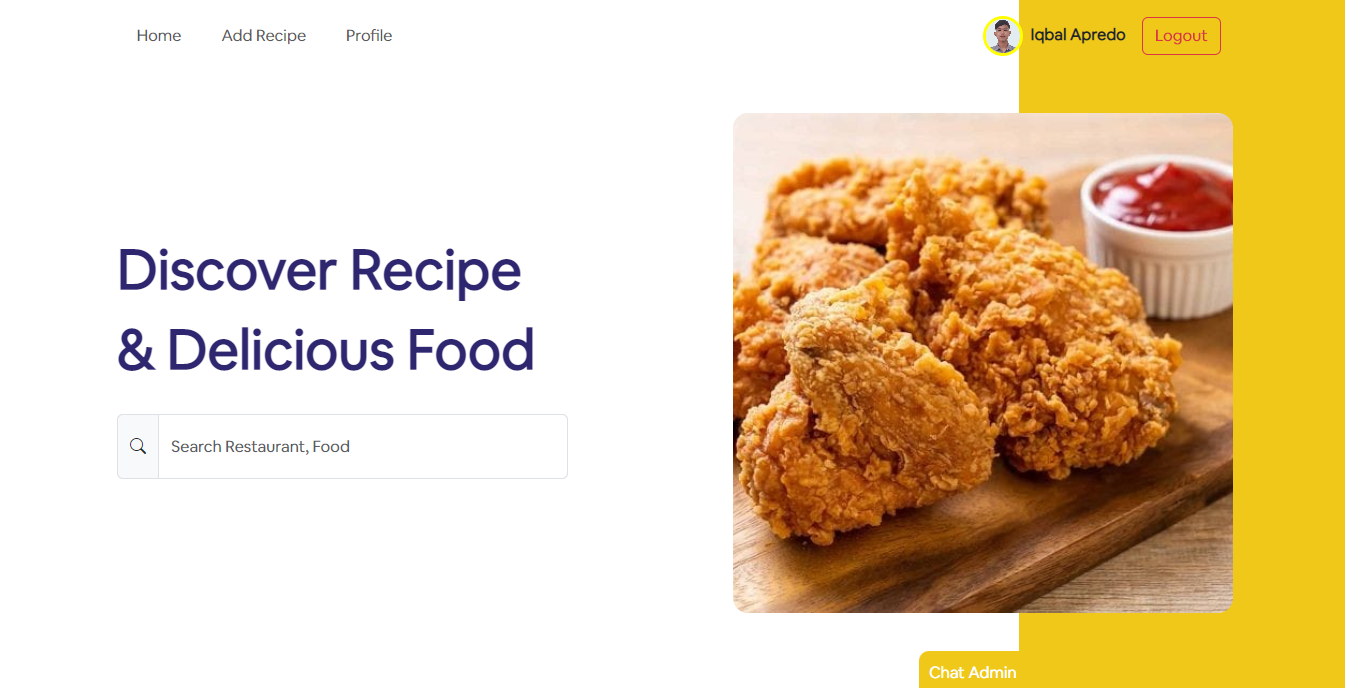 Home
Add Recipe
Profile
Iqbal Apredo
Logout
Discover Recipe
& Delicious Food
Search Restaurant, Food
Chat Admin